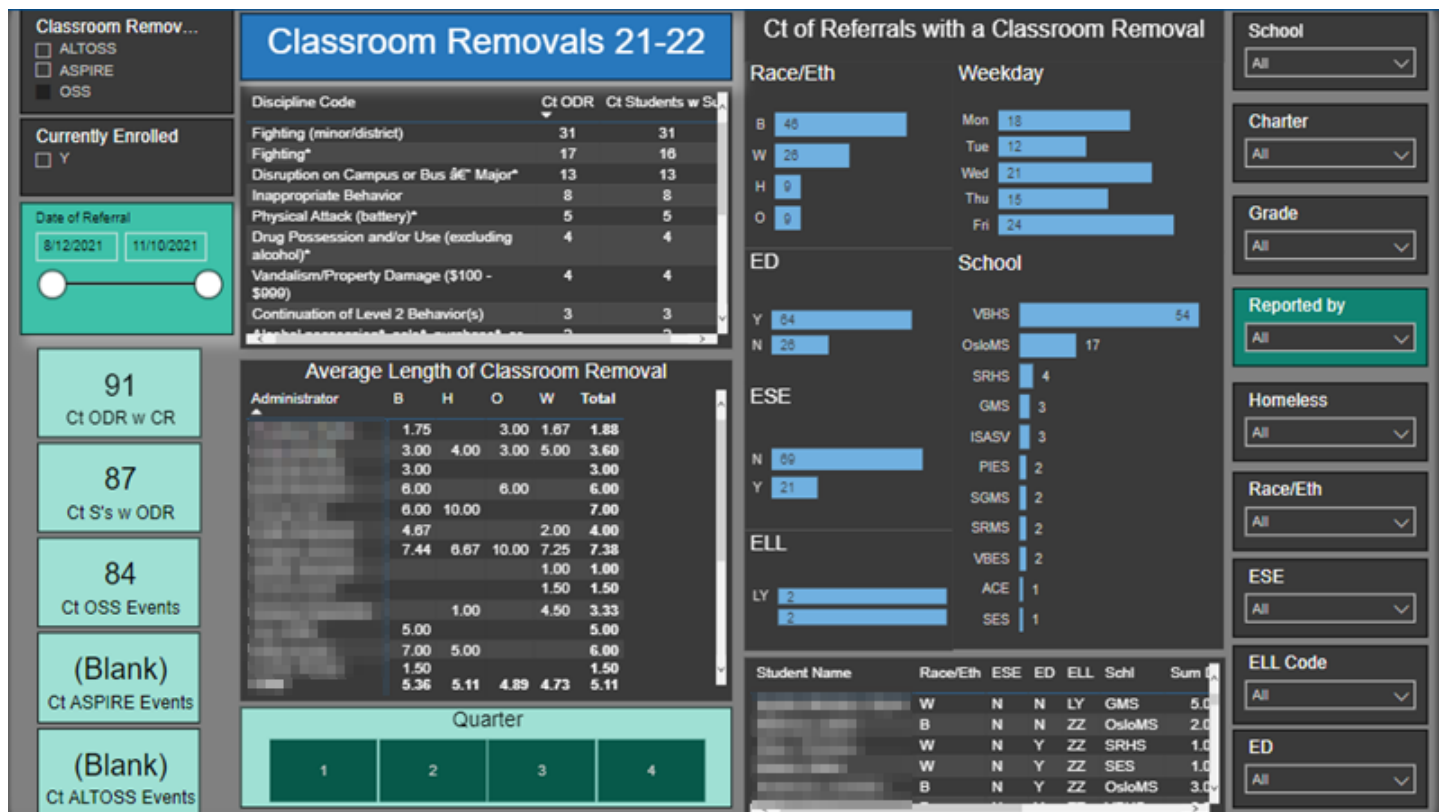 Classroom Remov...
ALTOSS
ASPIRE
OSS
Currently Enrolled
Y
Date of Referral
8/12/2021 11/10/2021
91
Ct ODR w CR
87
Ct S's w ODR
84
Ct OSS Events
(Blank)
Ct ASPIRE Events
(Blank)
Ct ALTOSS Events
Classroom Removals 21-22
Discipline Code Ct ODR Ct Students w Su
Fighting (minor/district) 31 31
Fighting* 17 16
Disruption on Campus or Bus â€" Major* 13 13
Inappropriate Behavior 8 8
Physical Attack (battery)* 5 5
Drug Possession and/or Use (excluding
alcohol)* 4 4
Vandalism/Property Damage ($100 -
$999) 4 4
Continuation of Level 2 Behavior(s) 3 3
Average Length of Classroom Removal
Administrator B H O W Total
1.75 3.00 1.67 1.88
3.00 4.00 3.00 5.00 3.60
3.00 3.00
6.00 6.00 6.00
6.00 10.00 7.00
4.67 2.00 4.00
7.44 6.67 10.00 7.25 7.38
1.00 1.00
1.50 1.50
1.00 4.50 3.33
5.00 5.00
7.00 5.00 6.00
1.50 1.50
5.36 5.11 4.89 4.73 5.11
Quarter
1 2 3 4
Ct of Referrals with a Classroom Removal
Race/Eth
B 46
W 26
H 9
O 9
ED
Y 64
N 26
ESE
N 69
Y 21
ELL
LY 2
2
Weekday
Mon 18
Tue 12
Wed 21
Thu 15
Fri 24
School
VBHS 54
OsloMS 17
SRHS 4
GMS 3
ISASV 3
PIES 2
SGMS 2
SRMS 2
VBES 2
ACE 1
SES 1
Student Name Race/Eth ESE ED ELL Schl Sum
W N N LY GMS 5.0
B N N ZZ OsloMS 2.0
W N Y ZZ SRHS 1.0
W N Y ZZ SES 1.0
B N Y ZZ OsloMS 3.0
School
All
Charter
All
Grade
All
Reported by
All
Homeless
All
Race/Eth
All
ESE
All
ELL Code
All
ED
All